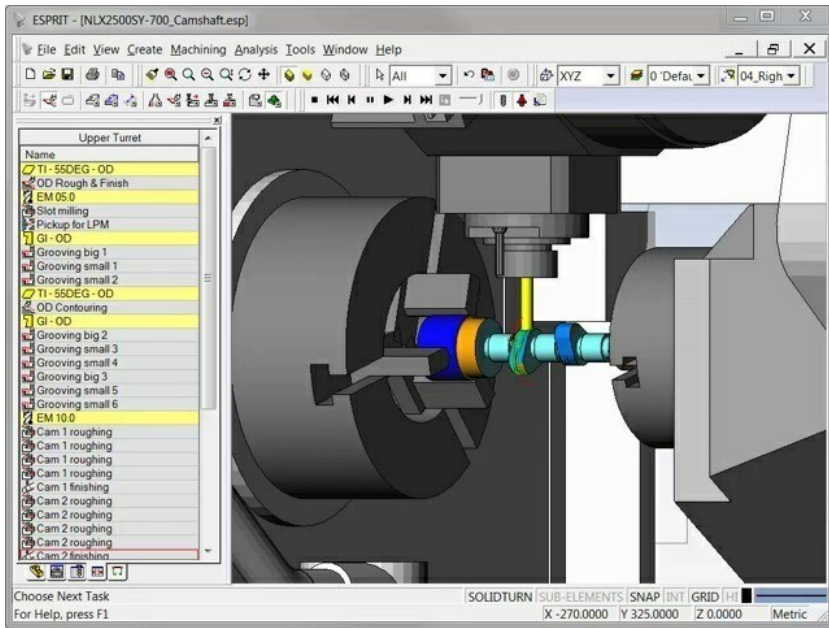 ESPRIT - [NLX2500SY-700_Camshaft.esp]
File Edit View Create Machining Analysis Tools Window Help
All XYZ 0 'Defau 04_Righ
Upper Turret
Name
TI - 55DEG - OD
OD Rough & Finish
EM 05.0
Slot milling
Pickup for LPM
GI - OD
Grooving big 1
Grooving small 1
Grooving small 2
TI - 55DEG - OD
OD Contouring
GI - OD
Grooving big 2
Grooving small 3
Grooving small 4
Grooving big 3
Grooving small 5
Grooving small 6
EM 10.0
Cam 1 roughing
Cam 1 roughing
Cam 1 roughing
Cam 1 roughing
Cam 1 finishing
Cam 2 roughing
Cam 2 roughing
Cam 2 roughing
Cam 2 roughing
Cam 2 finishing
Choose Next Task SOLIDTURN SUB-ELEMENTS SNAP INT GRID HI
For Help, press F1 X -270.0000 Y 325.0000 Z 0.0000 Metric